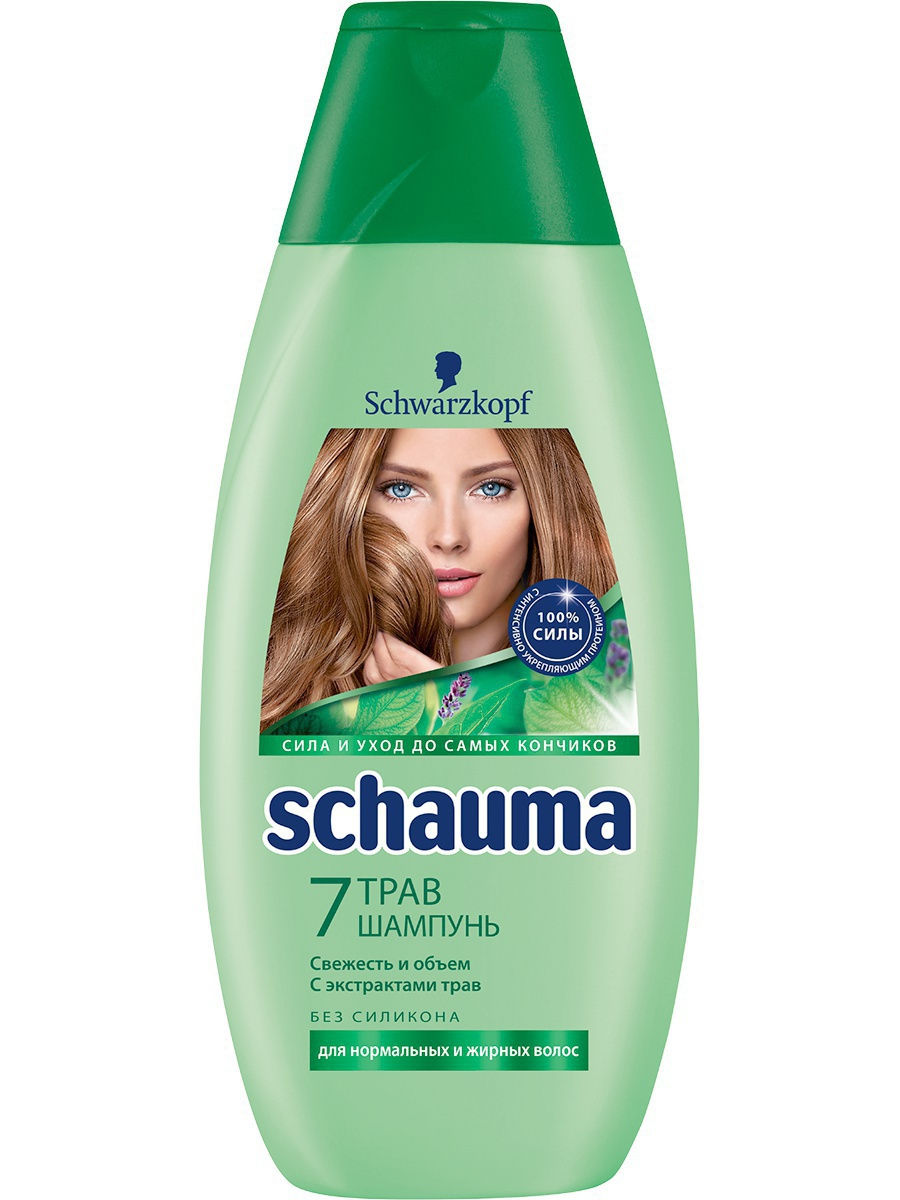 Schwarzkopf
100%
СИЛЫ
С ИНТЕНСИВНО УКРЕПЛЯЮЩИМ ПРОТЕИНОМ
СИЛА И УХОД ДО САМЫХ КОНЧИКОВ
schauma
7 ТРАВ
ШАМПУНЬ
Свежесть и объем
С экстрактами трав
БЕЗ СИЛИКОНА
для нормальных и жирных волос